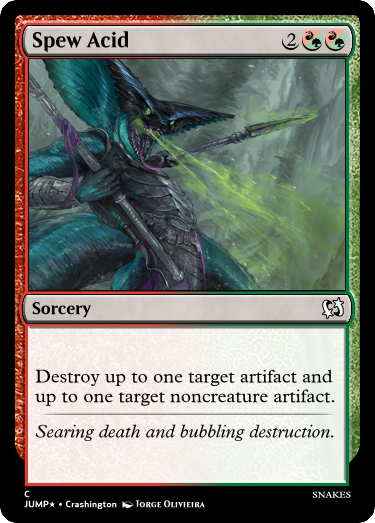 Spew Acid 2
Sorcery
Destroy up to one target artifact and
up to one target noncreature artifact.
Searing death and bubbling destruction.
C SNAKES
JUMP★ • Crashington Jorge Olivieira